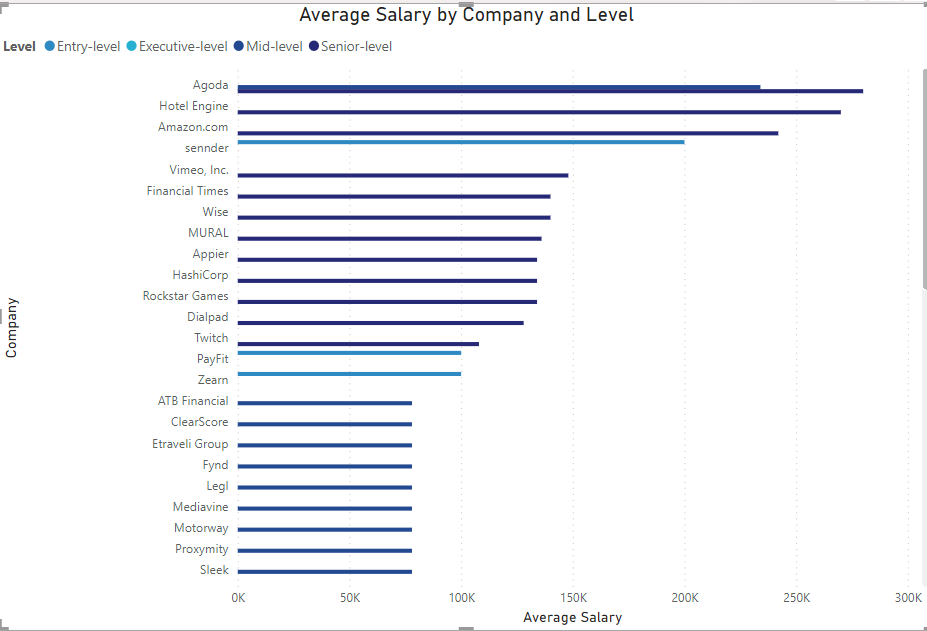 Average Salary by Company and Level
Level Entry-level Executive-level Mid-level Senior-level
Agoda
Hotel Engine
Amazon.com
sennder
Vimeo, Inc.
Financial Times
Wise
MURAL
Appier
HashiCorp
Rockstar Games
Dialpad
Twitch
PayFit
Zearn
ATB Financial
ClearScore
Etraveli Group
Fynd
Legl
Mediavine
Motorway
Proxymity
Sleek
Company
0K 50K 100K 150K 200K 250K 300K
Average Salary